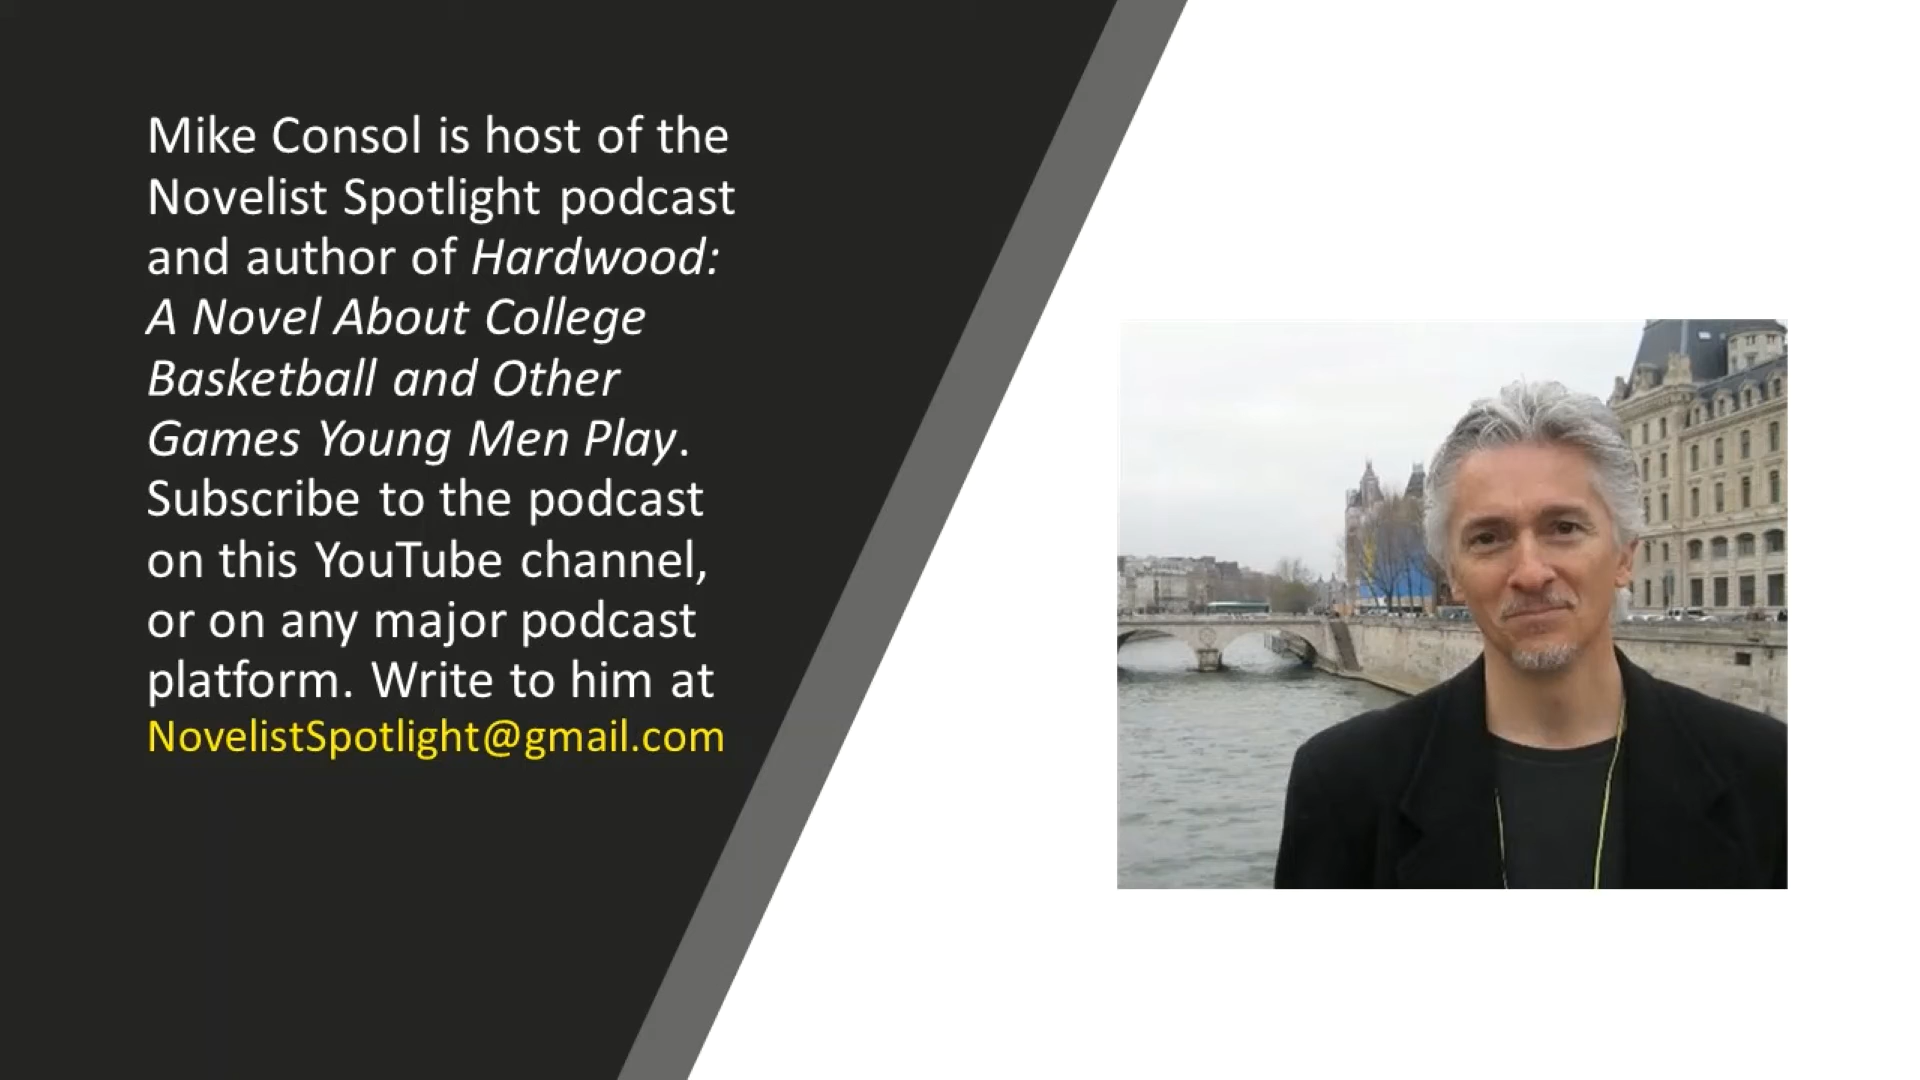 Mike Consol is host of the
Novelist Spotlight podcast
and author of Hardwood:
A Novel About College
Basketball and Other
Games Young Men Play.
Subscribe to the podcast
on this YouTube channel,
or on any major podcast
platform. Write to him at
NovelistSpotlight@gmail.com